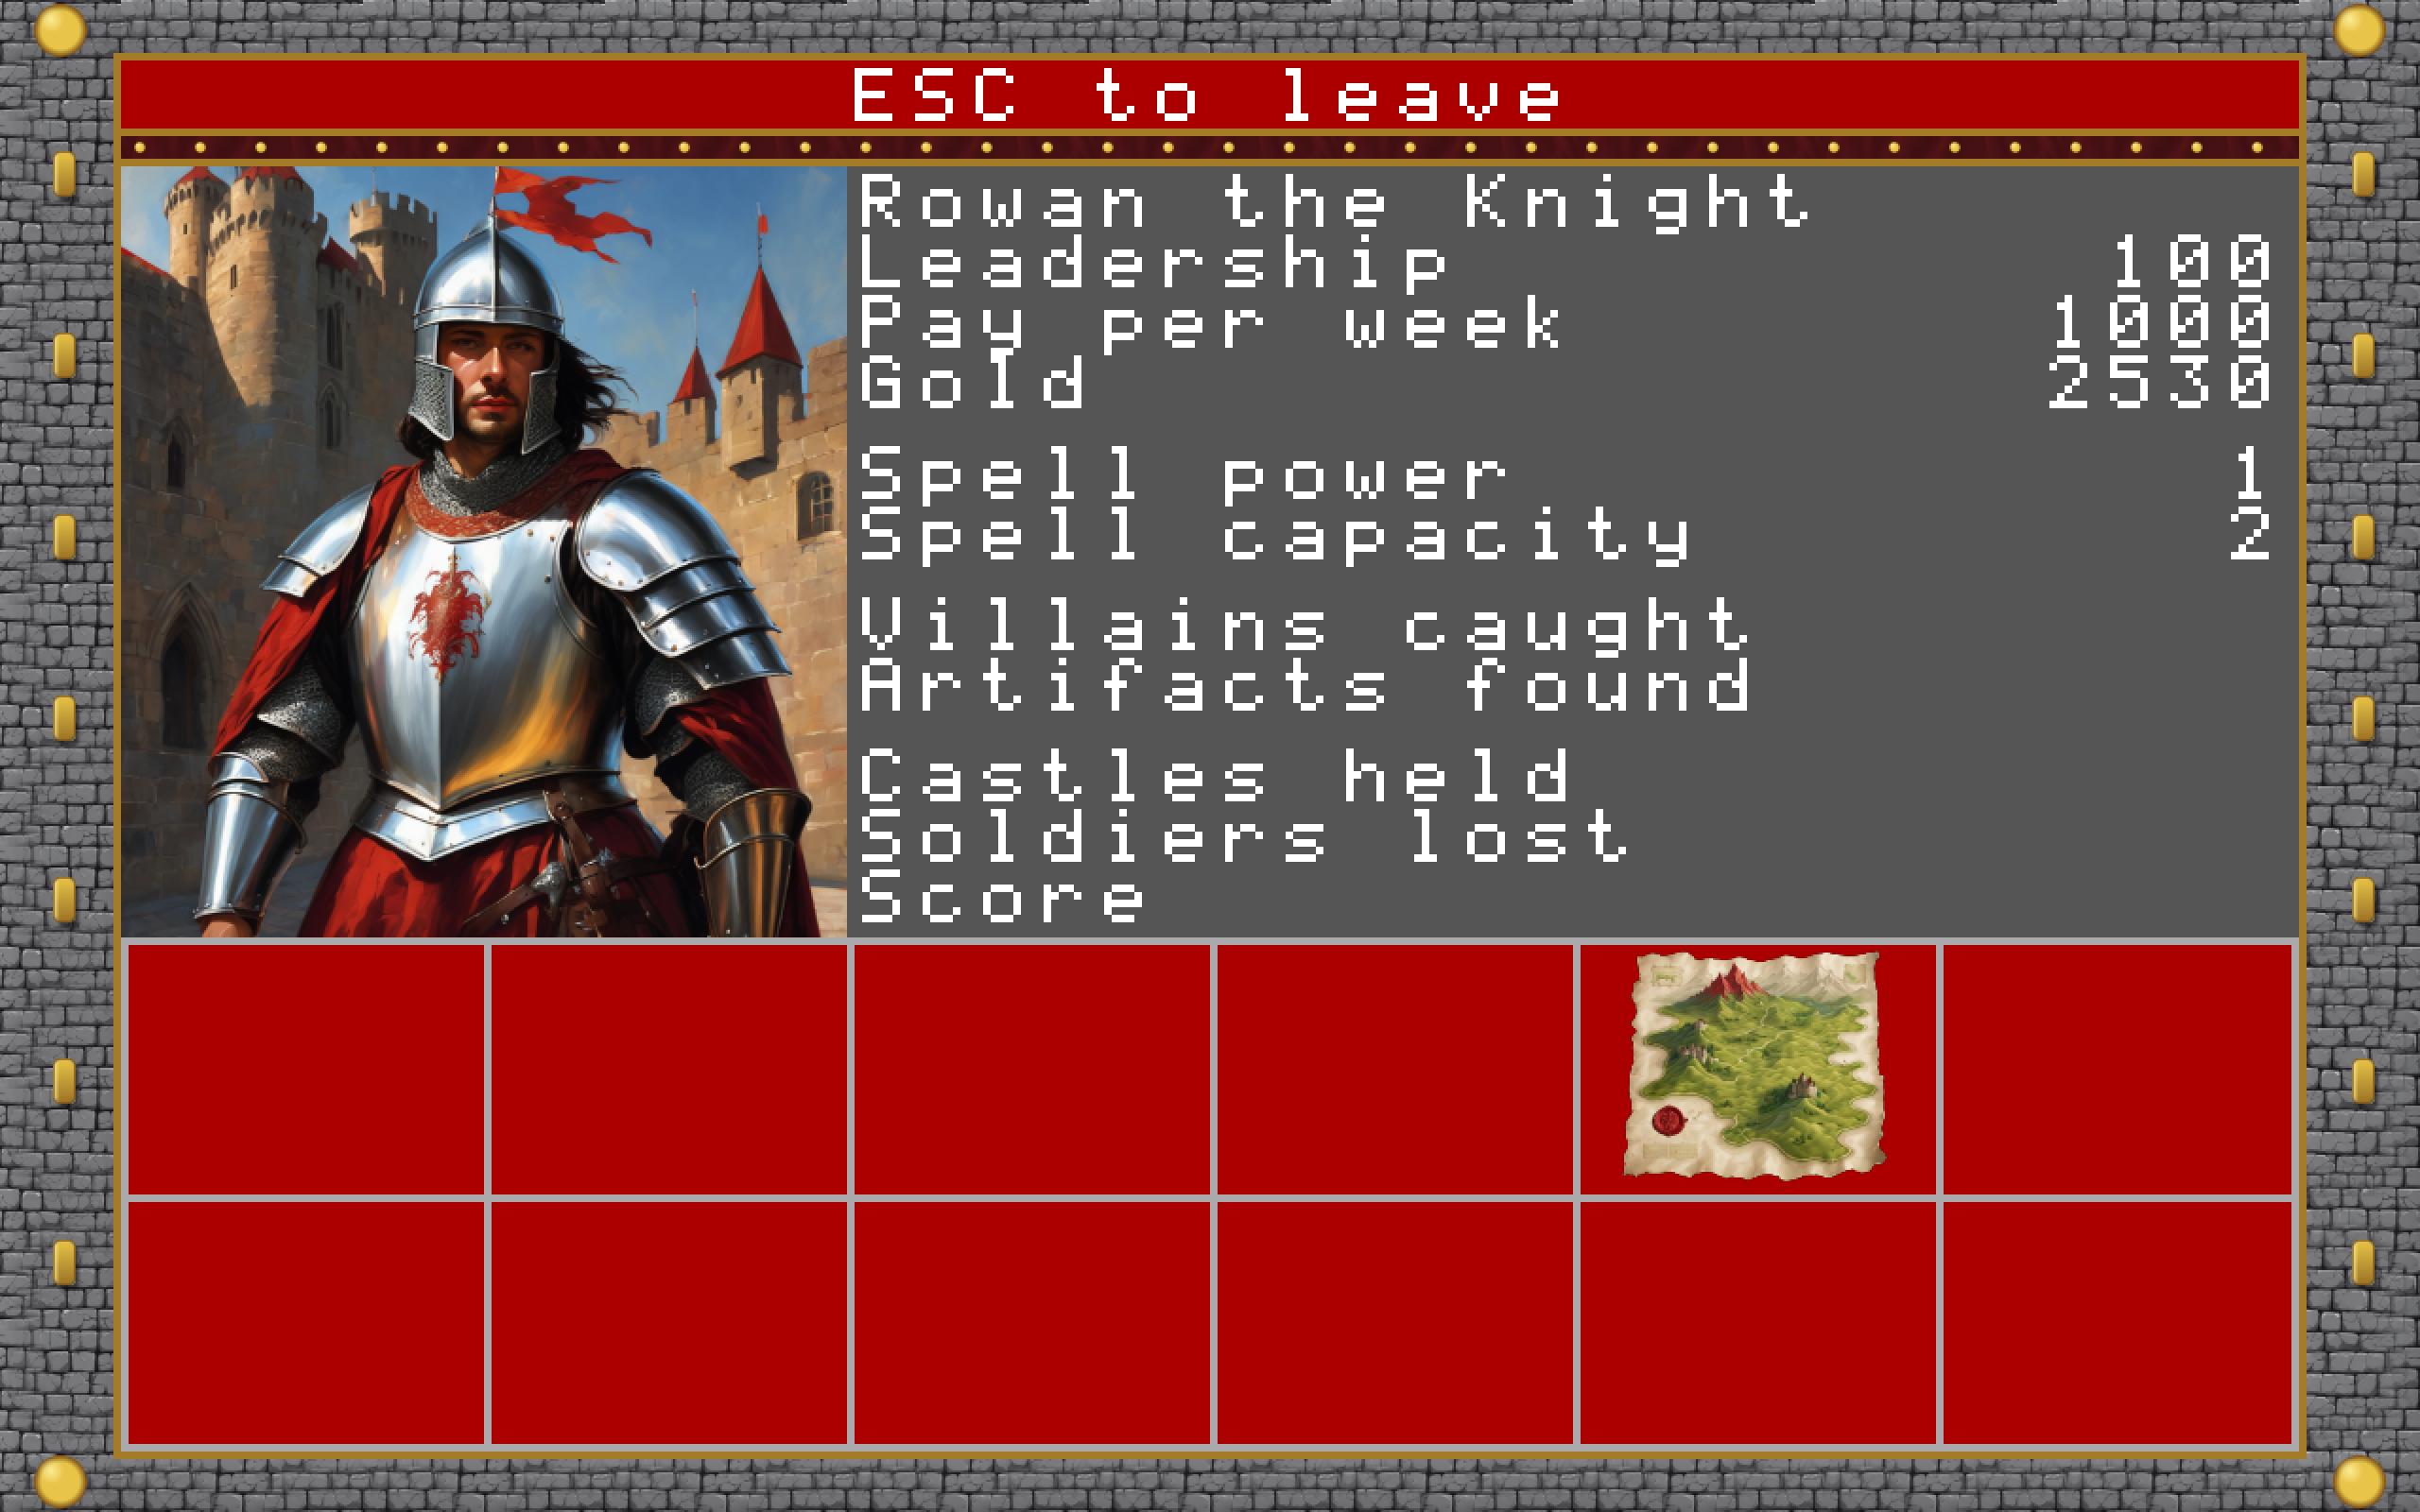 ESC to leave
Rowan the Knight
Leadership 100
Pay per week 1000
Gold 2530
Spell power 1
Spell capacity 2
Villains caught
Artifacts found
Castles held
Soldiers lost
Score